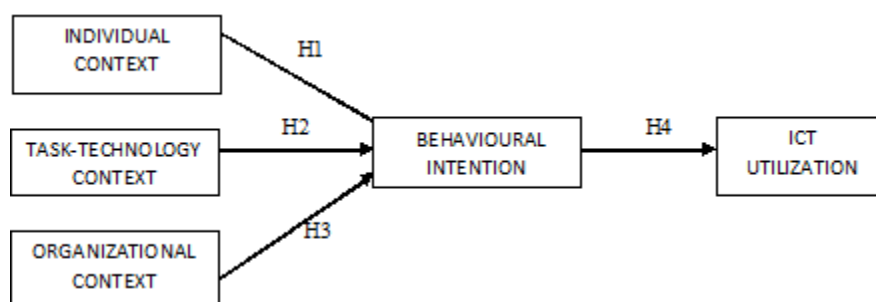 INDIVIDUAL
CONTEXT
H1
TASK-TECHNOLOGY
CONTEXT
H2
ORGANIZATIONAL
CONTEXT
H3
BEHAVIOURAL
INTENTION
H4
ICT
UTILIZATION